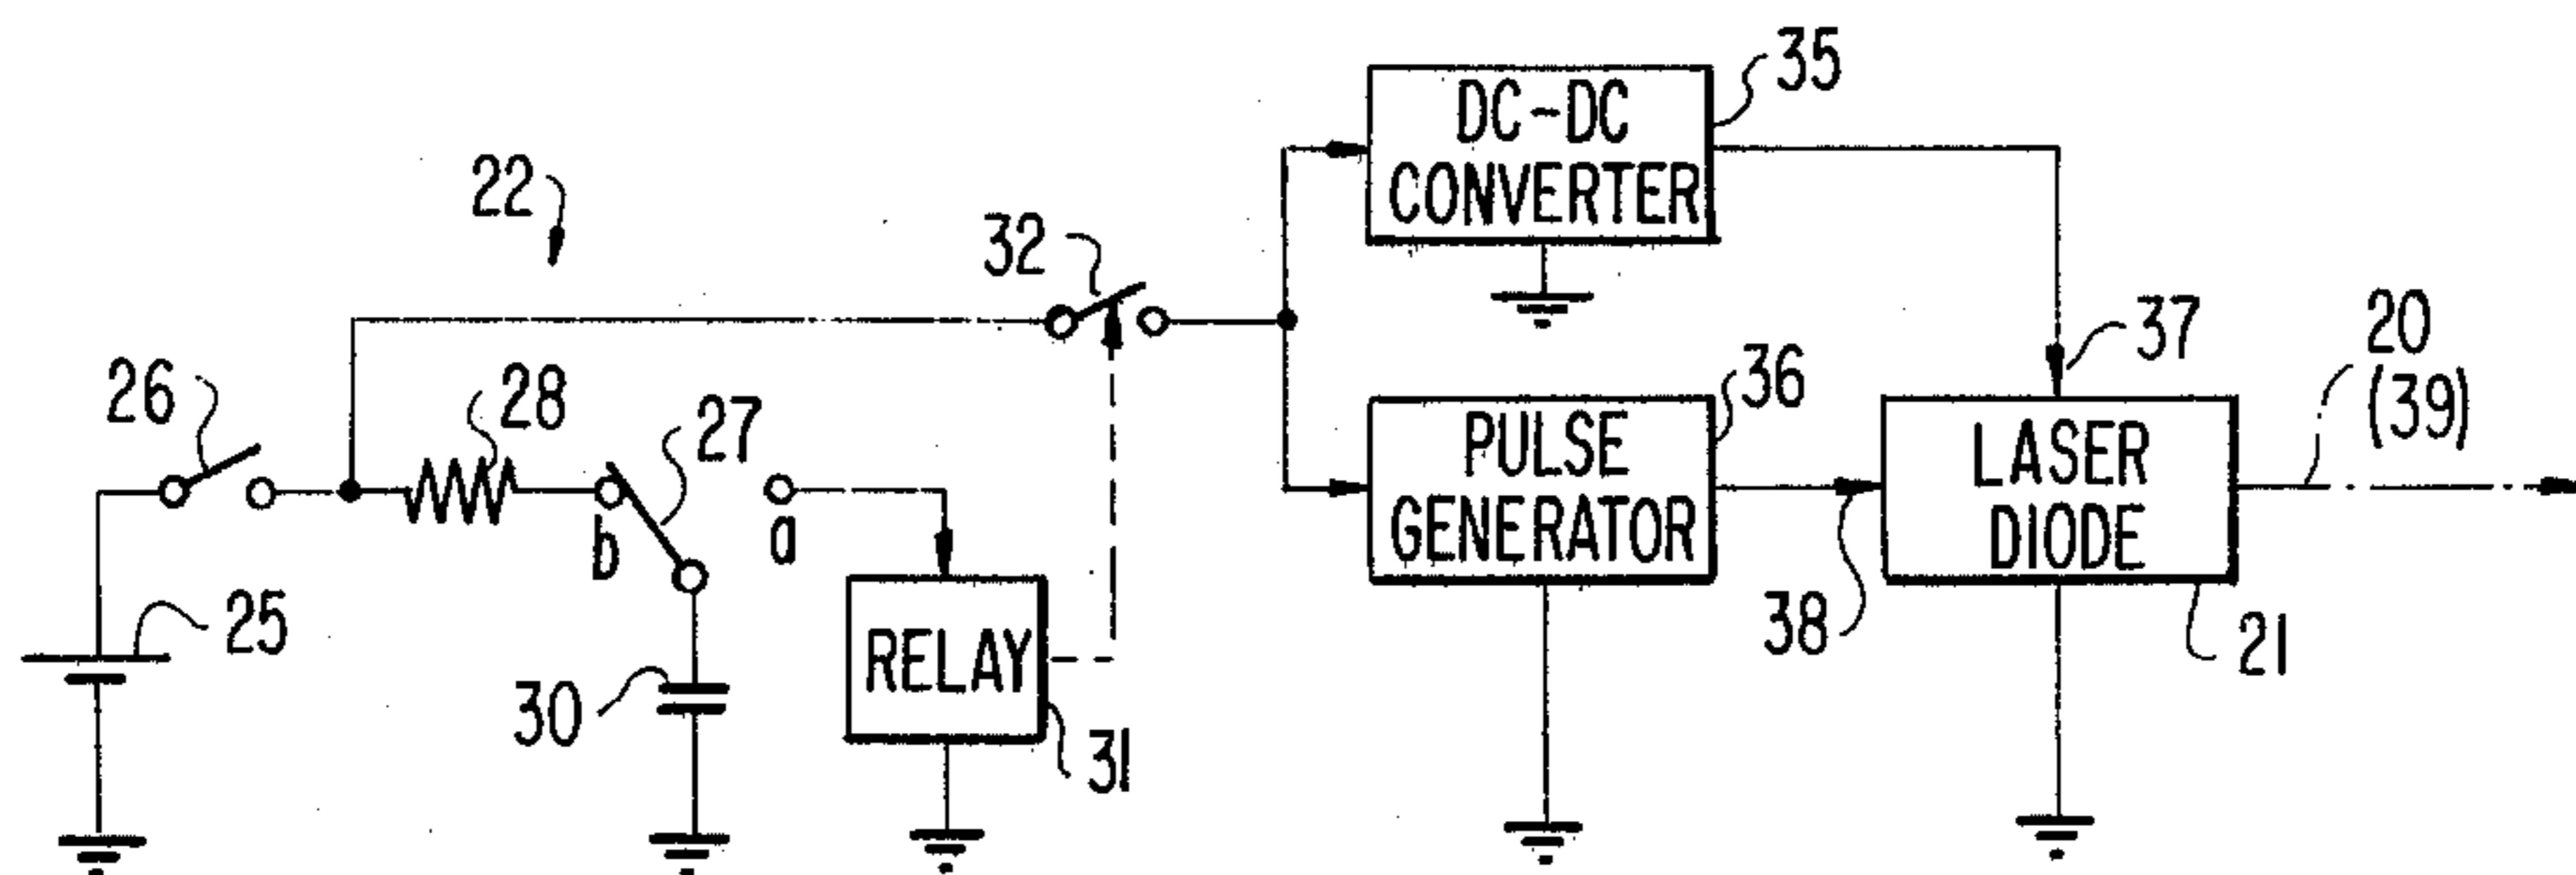 35
DC-DC
CONVERTER
22
32
37
20
(39)
26
28
27
36
PULSE
GENERATOR
LASER
DIODE
b
a
25
30
RELAY
31
38
21